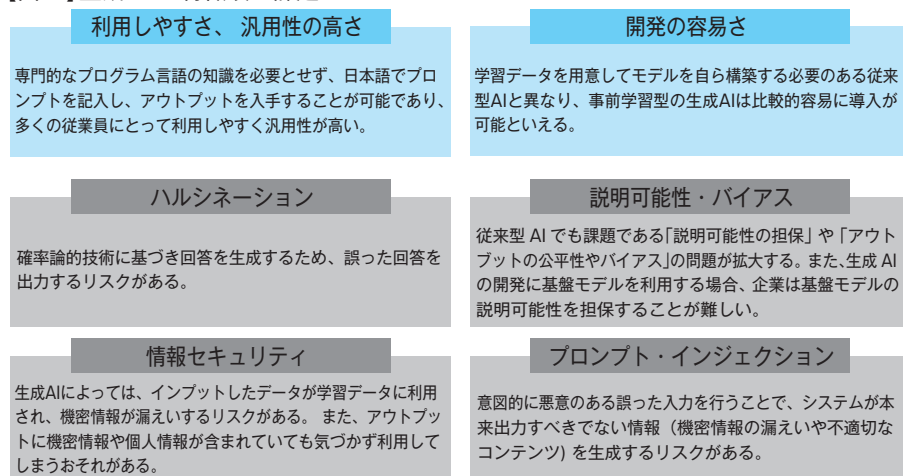 利用しやすさ、 汎用性の高さ
専門的なプログラム言語の知識を必要とせず、日本語でプロ
ンプトを記入し、アウトプットを入手することが可能であり、
多くの従業員にとって利用しやすく汎用性が高い。
開発の容易さ
学習データを用意してモデルを自ら構築する必要のある従来
型AIと異なり、事前学習型の生成AIは比較的容易に導入が
可能といえる。
ハルシネーション
確率論的技術に基づき回答を生成するため、誤った回答を
出力するリスクがある。
説明可能性・バイアス
従来型 AI でも課題である「説明可能性の担保」 や「アウト
プットの公平性やバイアス」の問題が拡大する。また、生成 AI
の開発に基盤モデルを利用する場合、企業は基盤モデルの
説明可能性を担保することが難しい。
情報セキュリティ
生成AIによっては、インプットしたデータが学習データに利用
され、機密情報が漏えいするリスクがある。 また、アウトプッ
トに機密情報や個人情報が含まれていても気づかず利用して
しまうおそれがある。
プロンプト・インジェクション
意図的に悪意のある誤った入力を行うことで、システムが本
来出力すべきでない情報（機密情報の漏えいや不適切な
コンテンツ) を生成するリスクがある。